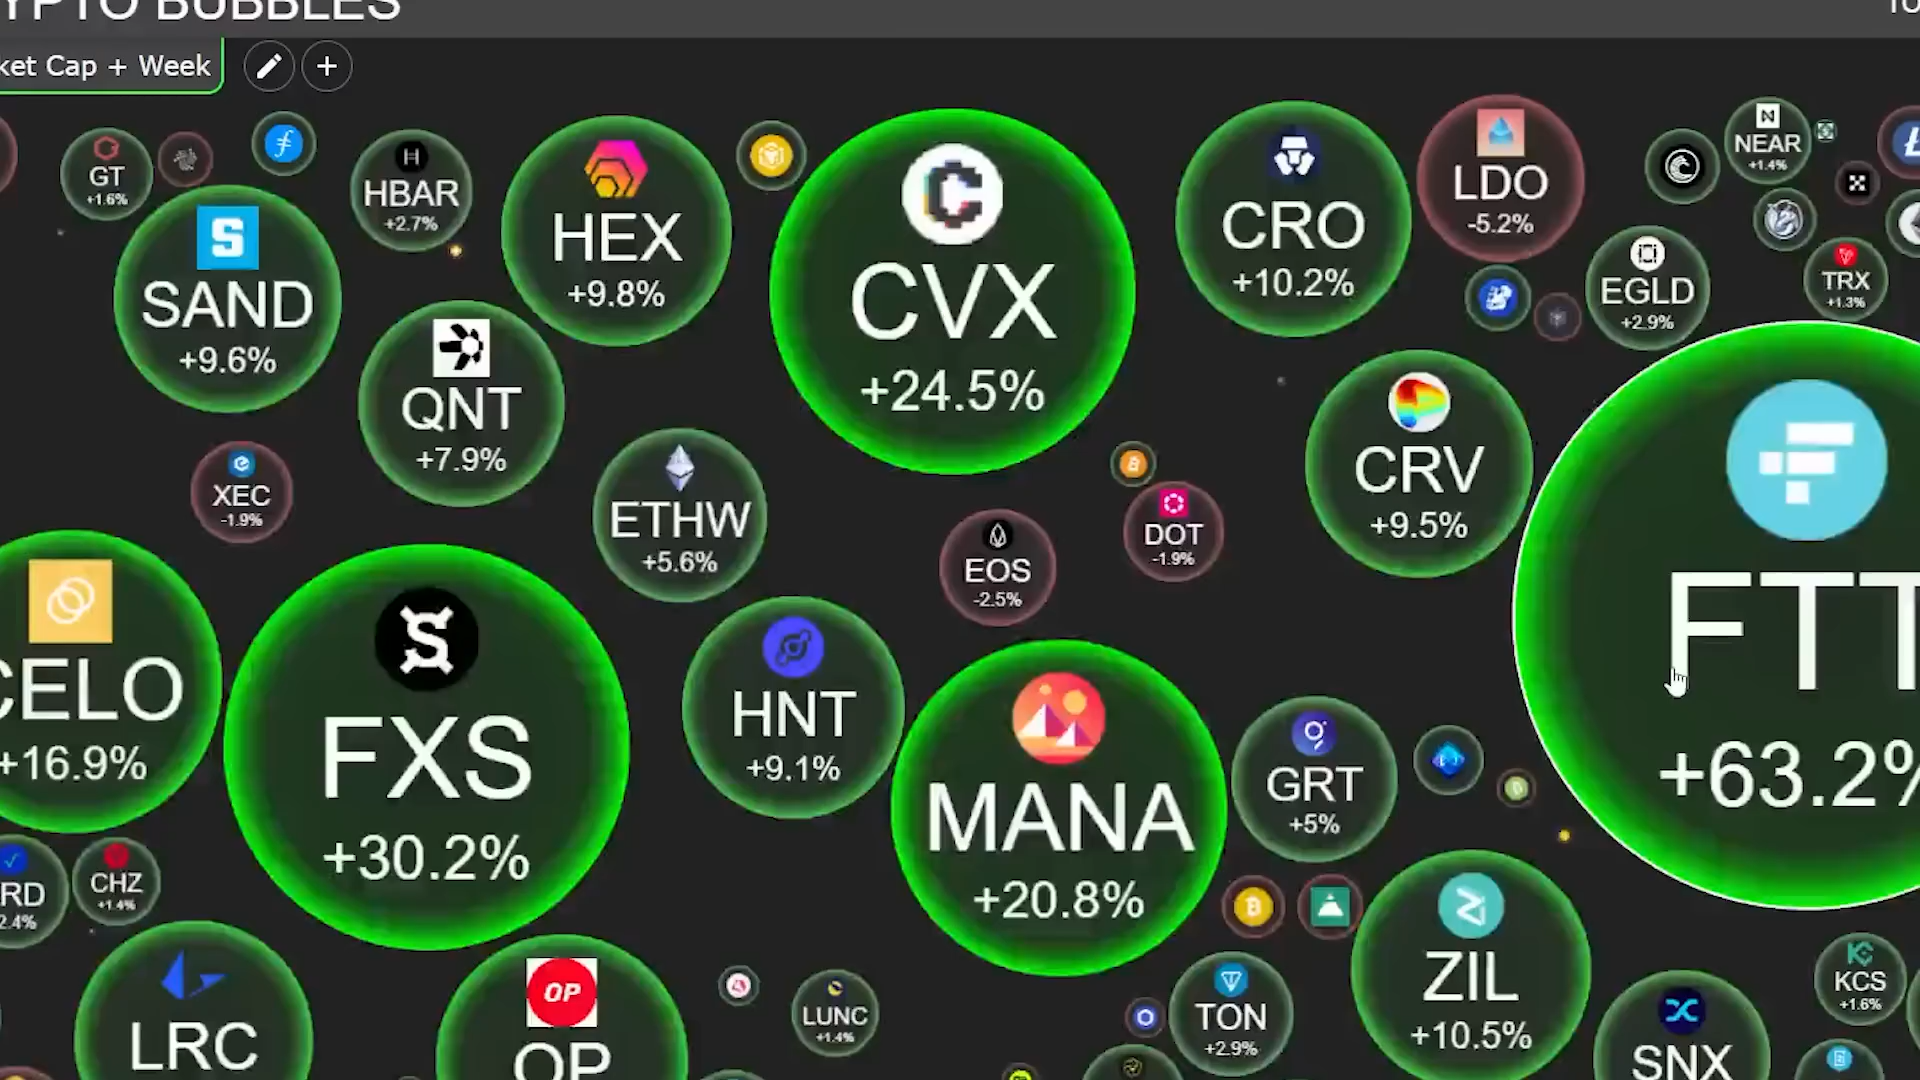 YPTO BUBBLES
ket Cap + Week
GT
+1.6%
HBAR
+2.7%
HEX
+9.8%
CVX
+24.5%
CRO
+10.2%
LDO
-5.2%
NEAR
+1.4%
SAND
+9.6%
QNT
+7.9%
EGLD
+2.9%
TRX
+1.3%
XEC
-1.9%
ETHW
+5.6%
EOS
-2.5%
DOT
-1.9%
CRV
+9.5%
FTT
+63.2%
CELO
+16.9%
FXS
+30.2%
HNT
+9.1%
MANA
+20.8%
GRT
+5%
RD
2.4%
CHZ
+1.4%
LRC
OP
OP
LUNC
+1.4%
TON
+2.9%
ZIL
+10.5%
SNX
KCS
+1.6%